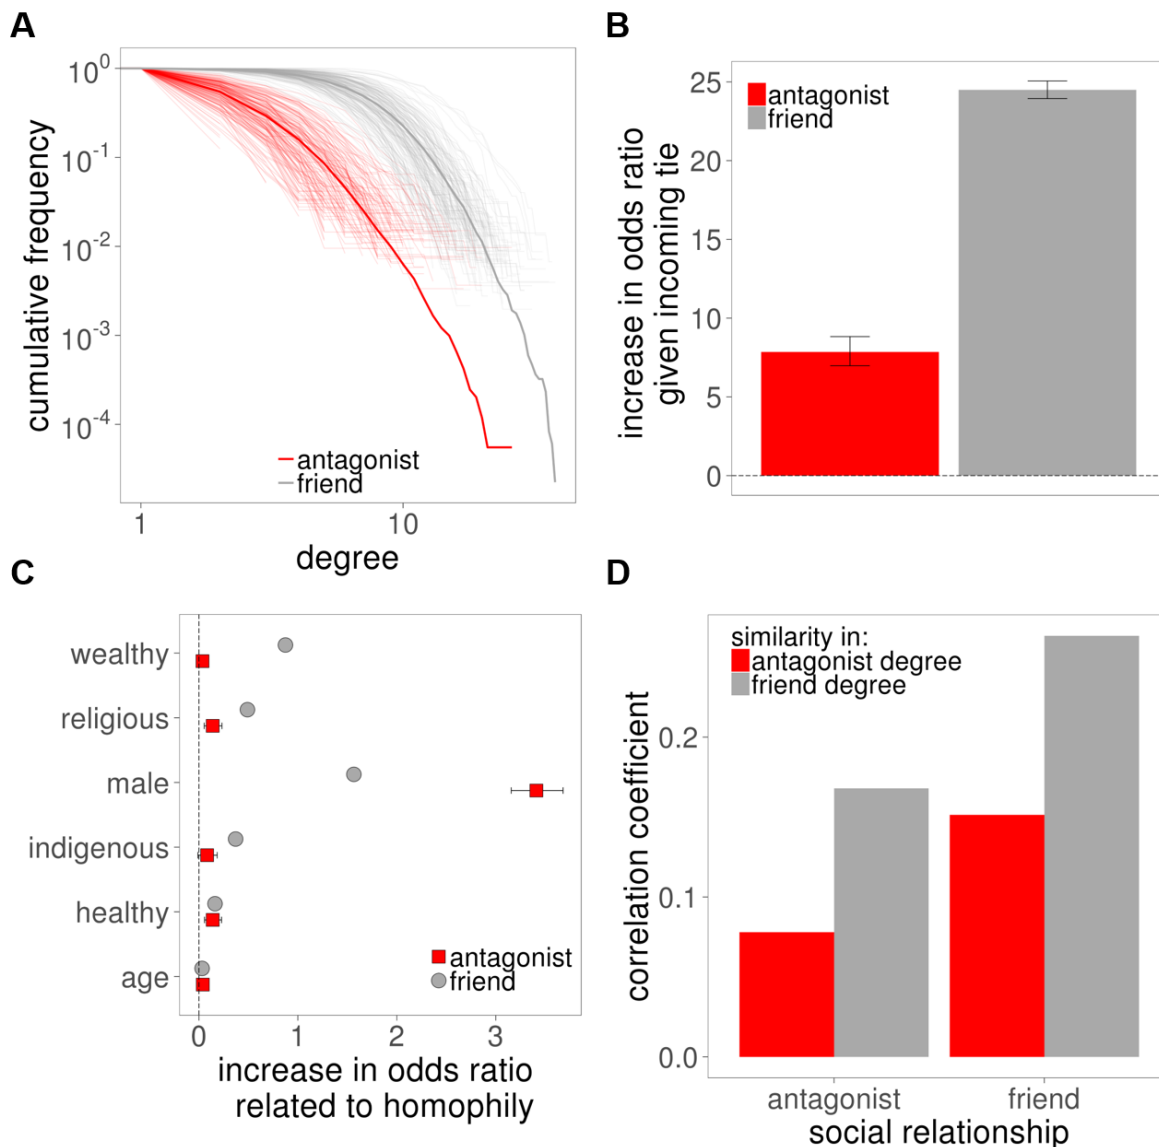 A
10^0
10^-1
10^-2
10^-3
10^-4
cumulative frequency
antagonist
friend
1
10
degree
B
25
20
15
10
5
0
increase in odds ratio
given incoming tie
antagonist
friend
C
wealthy
religious
male
indigenous
healthy
age
antagonist
friend
0
1
2
3
increase in odds ratio
related to homophily
D
similarity in:
antagonist degree
friend degree
0.2
0.1
0.0
correlation coefficient
antagonist
friend
social relationship